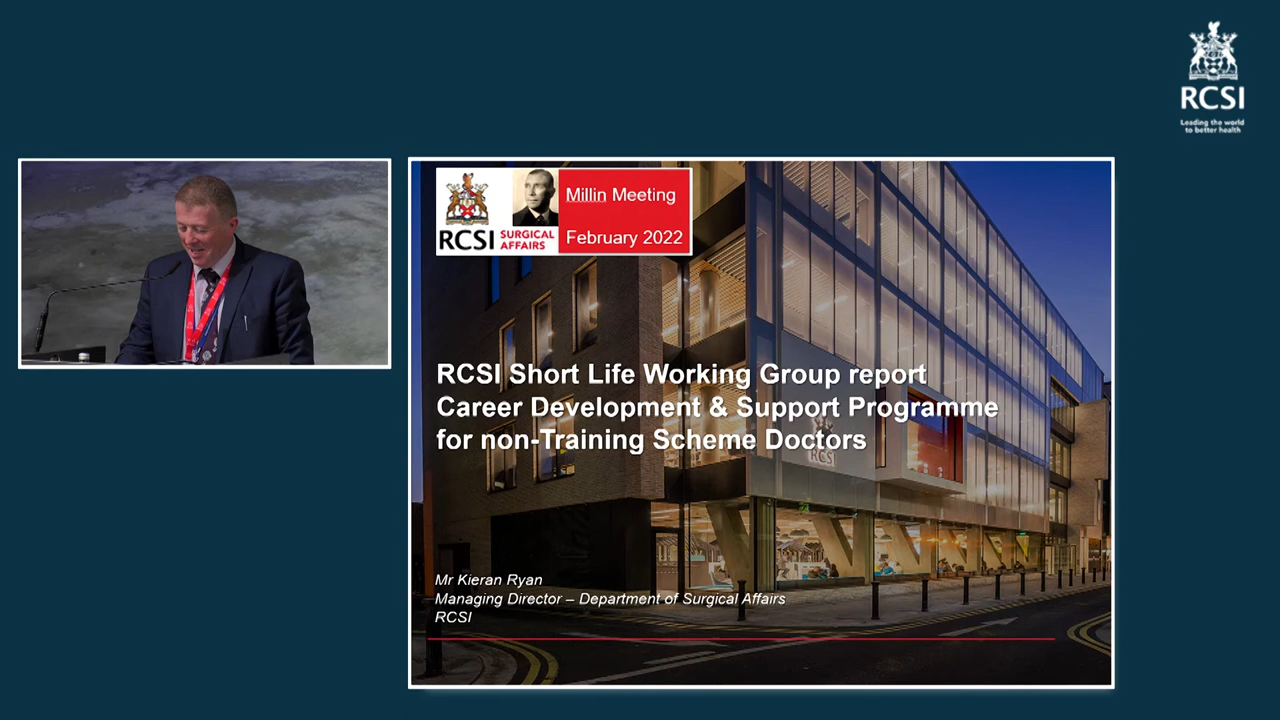 RCSI
Leading the world
to better health
Millin Meeting
February 2022
RCSI SURGICAL
AFFAIRS
RCSI Short Life Working Group report
Career Development & Support Programme
for non-Training Scheme Doctors
RCSI
Mr Kieran Ryan
Managing Director – Department of Surgical Affairs
RCSI